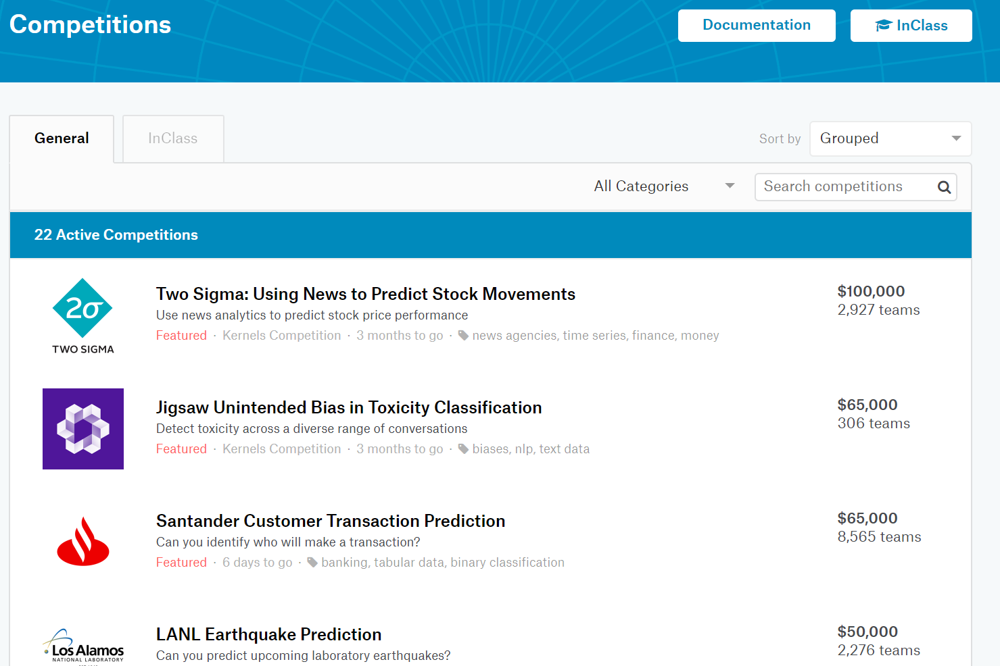 Competitions
Documentation
InClass
General
InClass
Sort by
Grouped
All Categories
Search competitions
22 Active Competitions
2σ
TWO SIGMA
Two Sigma: Using News to Predict Stock Movements
Use news analytics to predict stock price performance
Featured · Kernels Competition · 3 months to go · news agencies, time series, finance, money
$100,000
2,927 teams
Jigsaw Unintended Bias in Toxicity Classification
Detect toxicity across a diverse range of conversations
Featured · Kernels Competition · 3 months to go · biases, nlp, text data
$65,000
306 teams
Santander Customer Transaction Prediction
Can you identify who will make a transaction?
Featured · 6 days to go · banking, tabular data, binary classification
$65,000
8,565 teams
Los Alamos
NATIONAL LABORATORY
LANL Earthquake Prediction
Can you predict upcoming laboratory earthquakes?
$50,000
2,276 teams